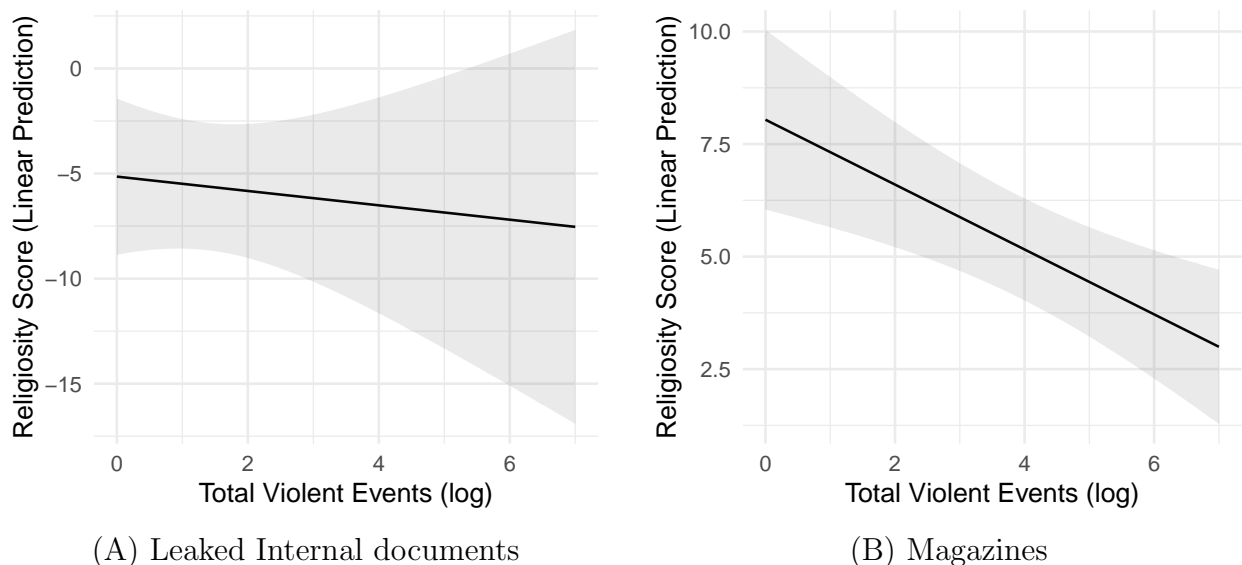 0
−5
−10
−15
Religiosity Score (Linear Prediction)
0 2 4 6
Total Violent Events (log)
(A) Leaked Internal documents
10.0
7.5
5.0
2.5
Religiosity Score (Linear Prediction)
0 2 4 6
Total Violent Events (log)
(B) Magazines